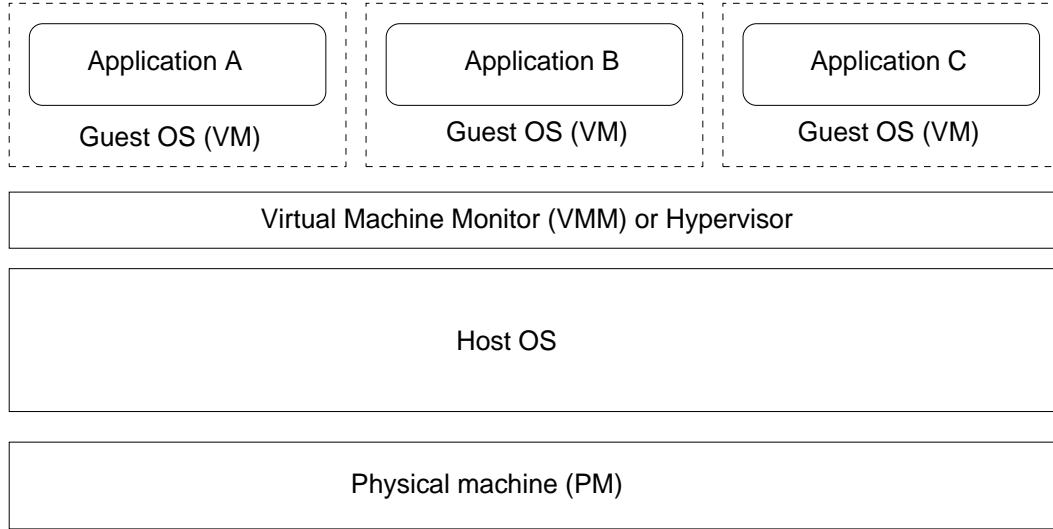 Application A
Application B
Application C
Guest OS (VM)
Guest OS (VM)
Guest OS (VM)
Virtual Machine Monitor (VMM) or Hypervisor
Host OS
Physical machine (PM)